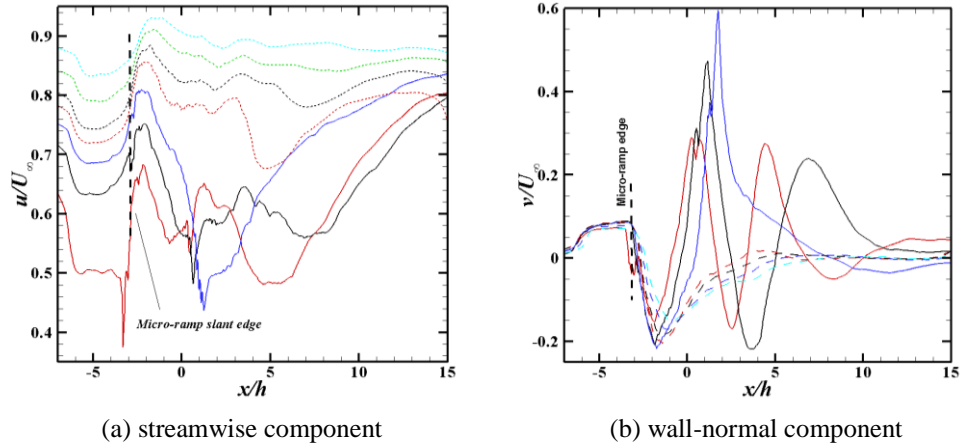 0.9
0.8
0.7
0.6
0.5
0.4
u/U∞
-5
0
5
10
15
x/h
Micro-ramp slant edge
(a) streamwise component
0.6
0.4
0.2
0
-0.2
v/U∞
Micro-ramp edge
-5
0
5
10
15
x/h
(b) wall-normal component